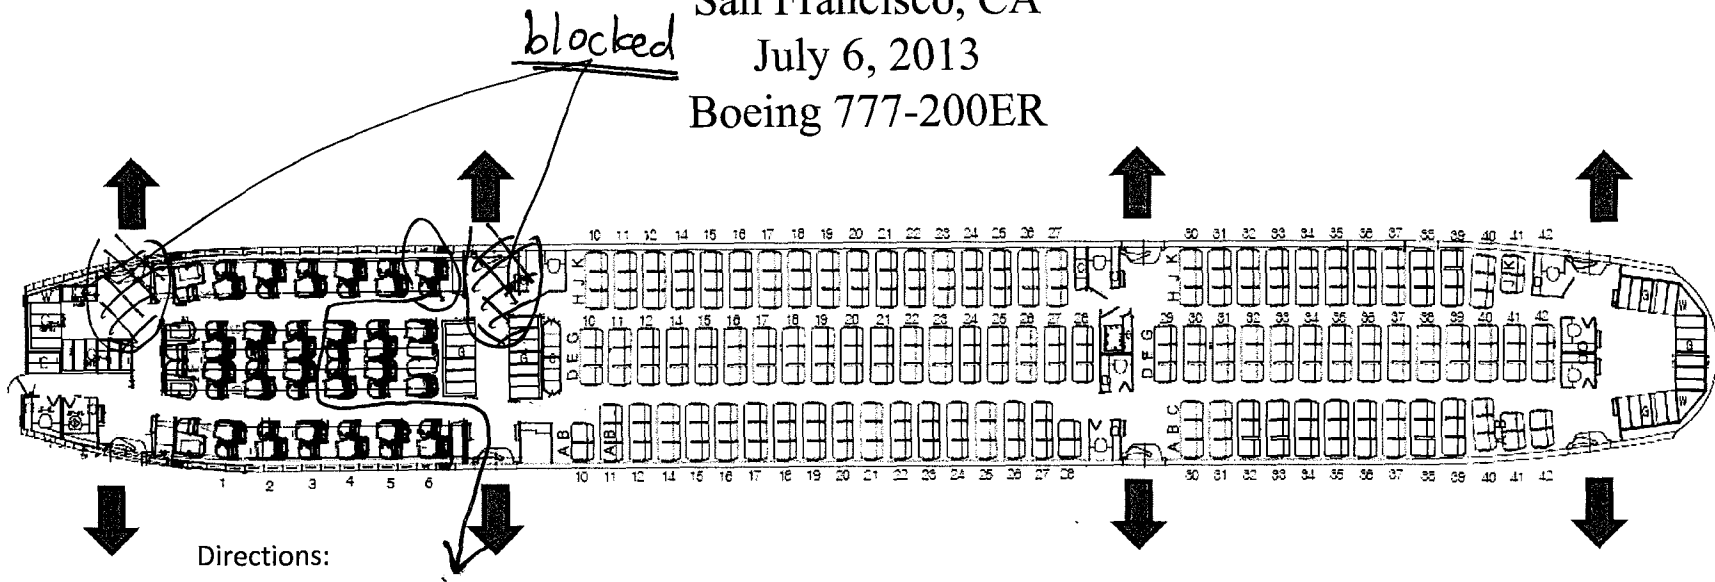 San Francisco, CA
blocked
July 6, 2013
Boeing 777-200ER
10 11 12 14 15 16 17 18 19 20 21 22 23 24 25 26 27
30 31 32 33 34 35 36 37 38 39 40 41 42
H J K
H J K
J K
10 11 12 14 15 16 17 18 19 20 21 22 23 24 25 26 27 28
29 30 31 32 33 34 35 36 37 38 39 40 41 42
D E G
D E G
A B
A B
A B C
A B
1 2 3 4 5 6
10 11 12 14 15 16 17 18 19 20 21 22 23 24 25 26 27 28
30 31 32 33 34 35 36 37 38 39 40 41 42
Directions: